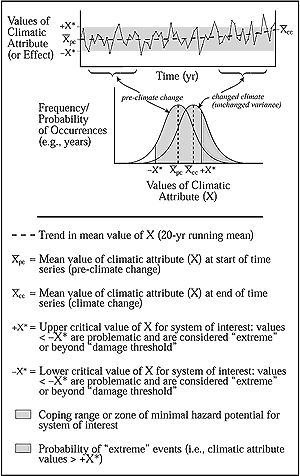 Values of
Climatic
Attribute
(or Effect)
+X*
X̅pc
−X*
X̅cc
Time (yr)
Frequency/
Probability
of Occurrences
(e.g., years)
pre-climate change
changed climate
(unchanged variance)
−X* X̅pc X̅cc +X*
Values of Climatic
Attribute (X)
--- = Trend in mean value of X (20-yr running mean)
X̅pc = Mean value of climatic attribute (X) at start of time
series (pre-climate change)
X̅cc = Mean value of climatic attribute (X) at end of time
series (climate change)
+X* = Upper critical value of X for system of interest: values
< −X* are problematic and are considered “extreme”
or beyond “damage threshold”
−X* = Lower critical value of X for system of interest: values
< −X* are problematic and are considered “extreme”
or beyond “damage threshold”
Coping range or zone of minimal hazard potential for
system of interest
Probability of “extreme” events (i.e., climatic attribute
values > +X*)